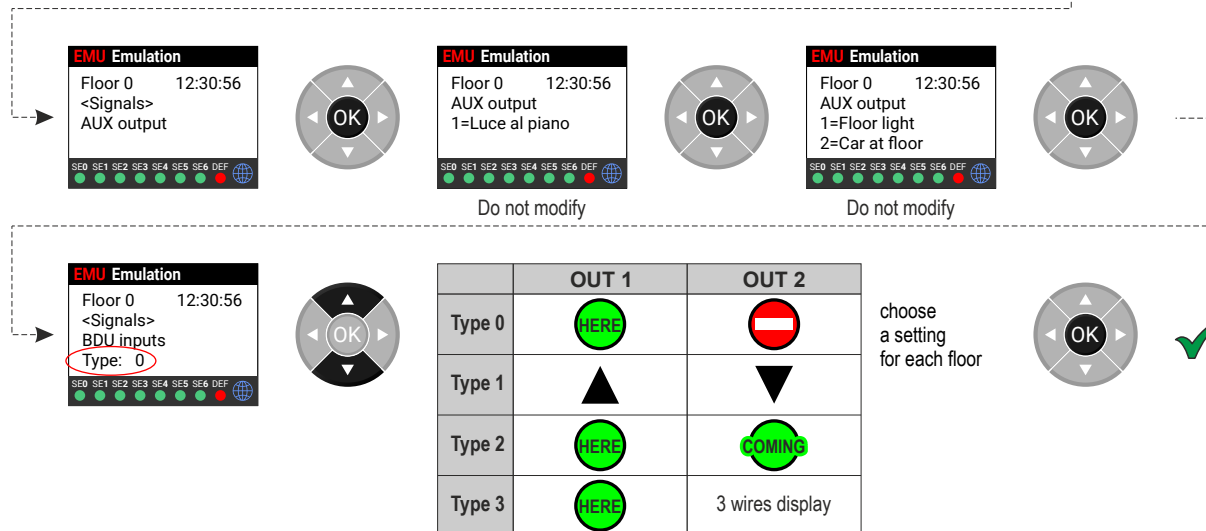 EMU Emulation
Floor 0 12:30:56
<Signals>
AUX output
SE0 SE1 SE2 SE3 SE4 SE5 SE6 DEF
OK
EMU Emulation
Floor 0 12:30:56
AUX output
1=Luce al piano
SE0 SE1 SE2 SE3 SE4 SE5 SE6 DEF
Do not modify
OK
EMU Emulation
Floor 0 12:30:56
AUX output
1=Floor light
2=Car at floor
SE0 SE1 SE2 SE3 SE4 SE5 SE6 DEF
Do not modify
OK
EMU Emulation
Floor 0 12:30:56
<Signals>
BDU inputs
Type: 0
SE0 SE1 SE2 SE3 SE4 SE5 SE6 DEF
OK
OUT 1 OUT 2
Type 0 HERE
Type 1
Type 2 HERE COMING
Type 3 HERE 3 wires display
choose
a setting
for each floor
OK